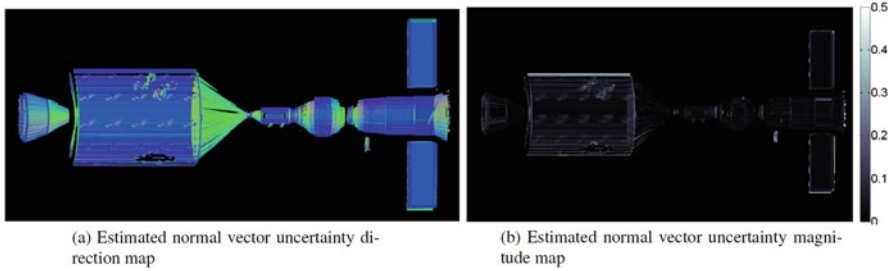 0.5
0.4
0.3
0.2
0.1
0
(a) Estimated normal vector uncertainty di-
rection map
(b) Estimated normal vector uncertainty magni-
tude map